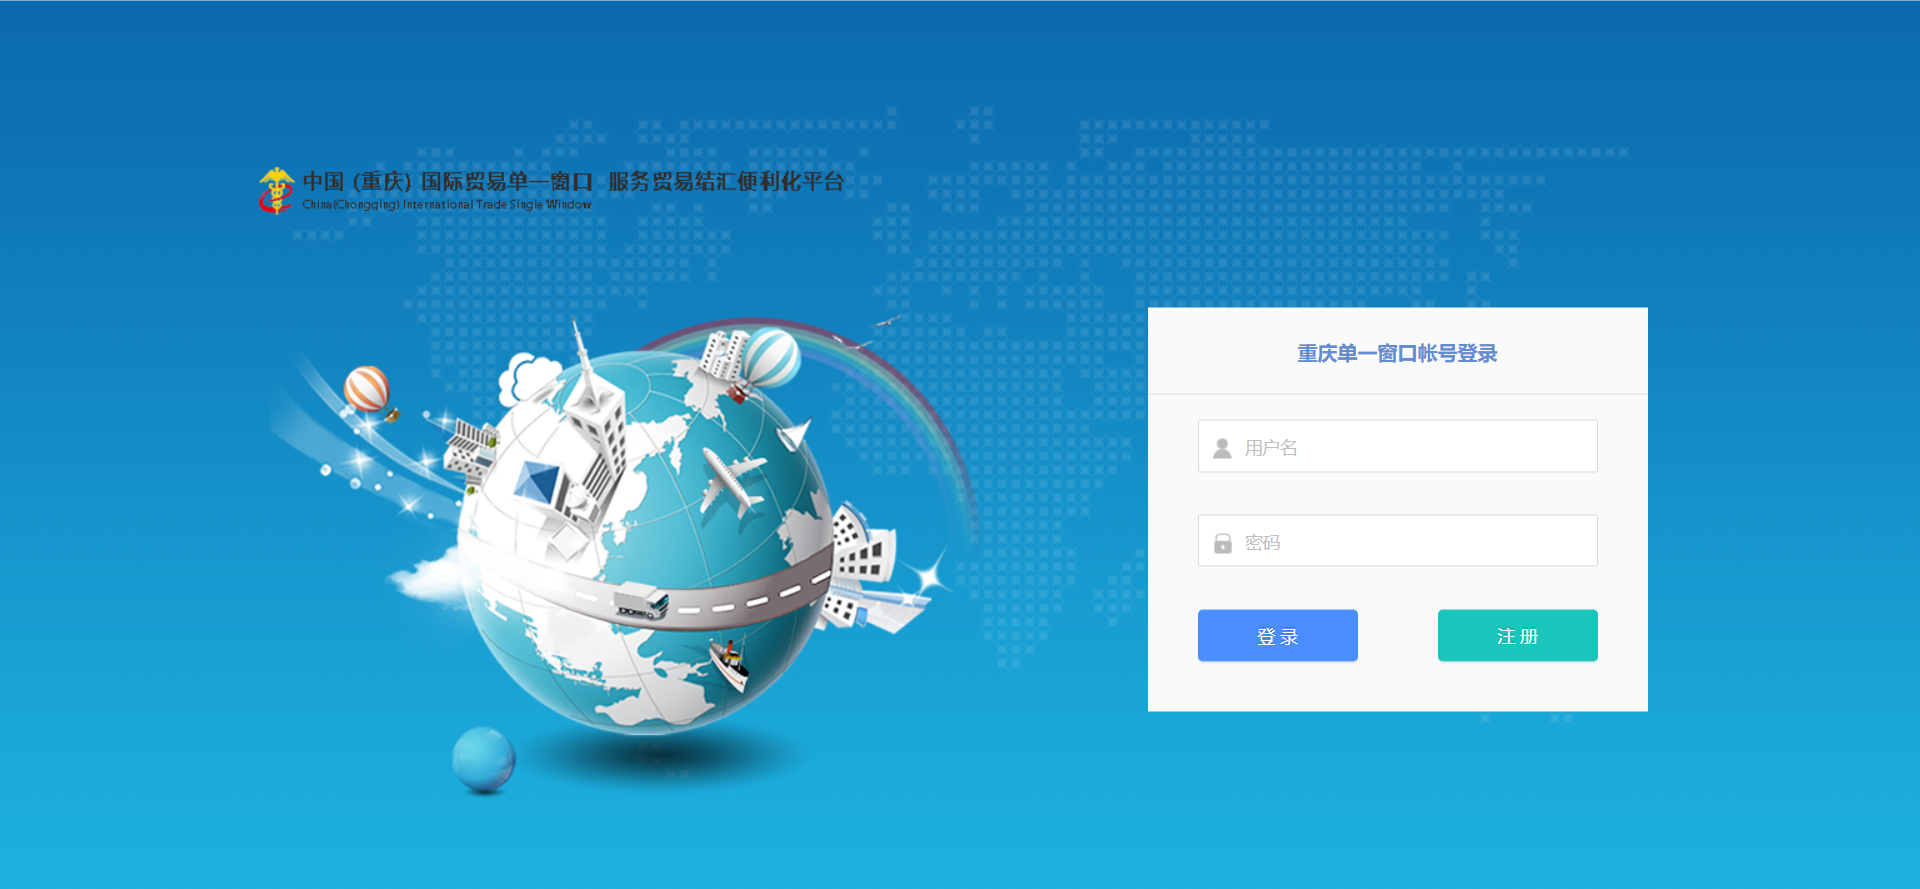 中国 (重庆) 国际贸易单一窗口 服务贸易结汇便利化平台
China(Chongqing) International Trade Single Window
重庆单一窗口帐号登录
用户名
密码
登 录 注 册